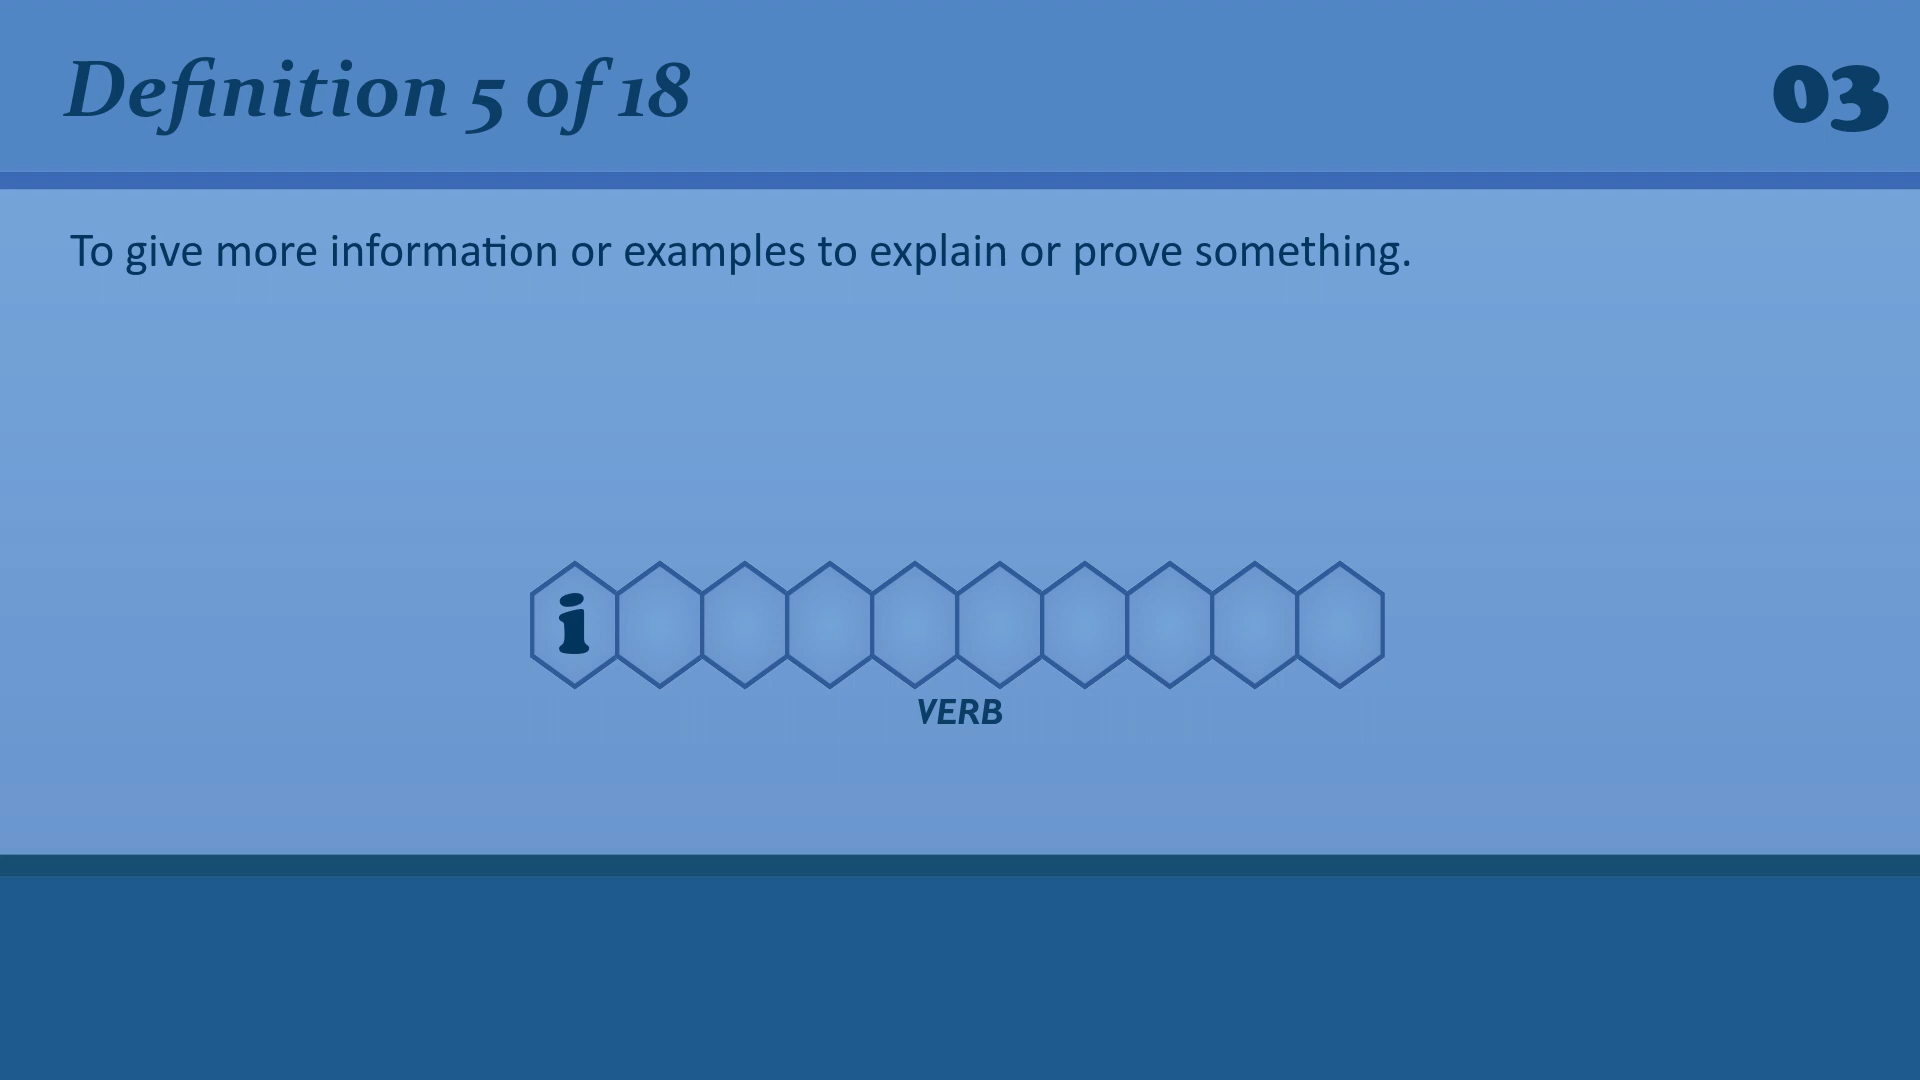 Definition 5 of 18
03
To give more information or examples to explain or prove something.
i
VERB